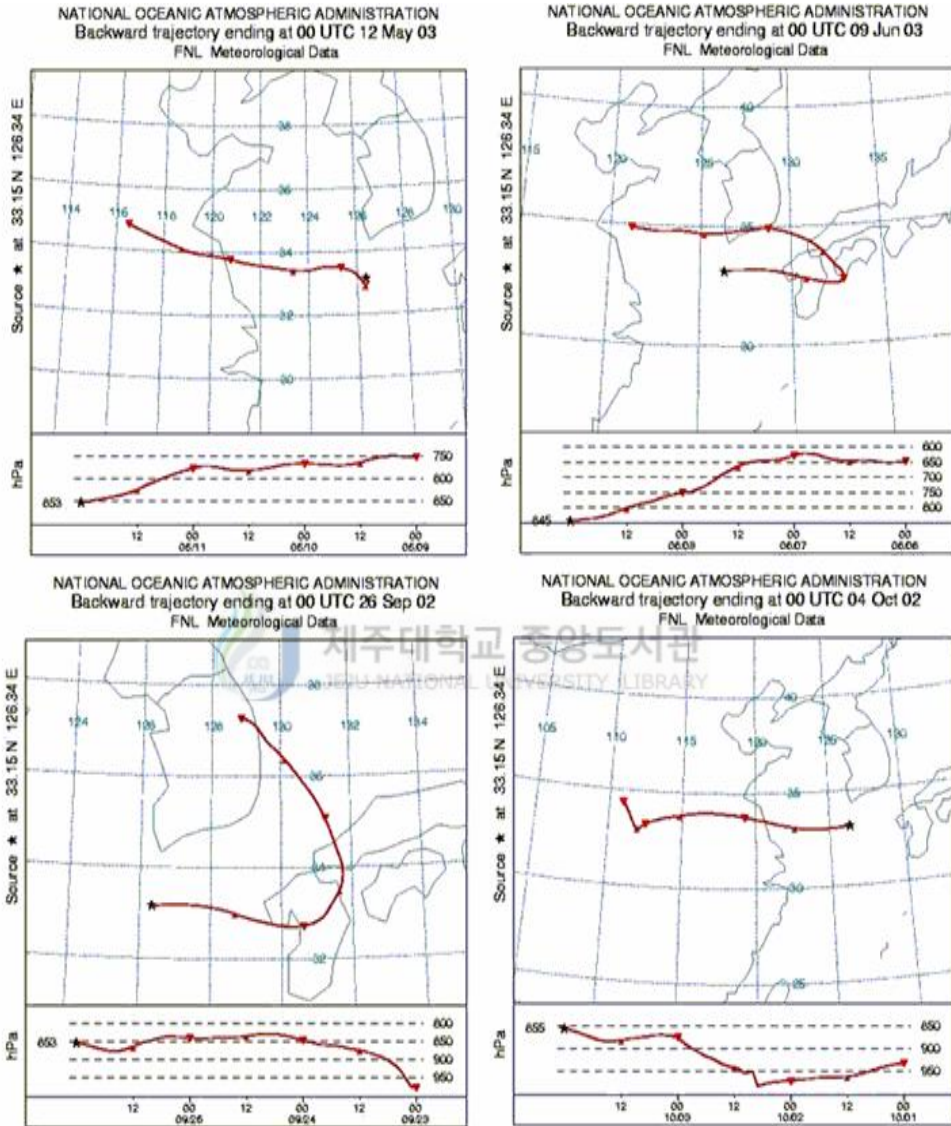 NATIONAL OCEANIC ATMOSPHERIC ADMINISTRATION
Backward trajectory ending at 00 UTC 12 May 03
FNL Meteorological Data
Source ★ at 33.15 N 126.34 E
114 116 118 120 122 124 126 128 130
38
36
34
32
30
hPa
853
750
800
850
12 00 12 00 12 00
05/11 05/10 05/09
NATIONAL OCEANIC ATMOSPHERIC ADMINISTRATION
Backward trajectory ending at 00 UTC 09 Jun 03
FNL Meteorological Data
Source ★ at 33.15 N 126.34 E
115 120 125 130 135
40
35
30
hPa
845
600
650
700
750
800
12 00 12 00 12 00
06/08 06/07 06/06
NATIONAL OCEANIC ATMOSPHERIC ADMINISTRATION
Backward trajectory ending at 00 UTC 26 Sep 02
FNL Meteorological Data
제주대학교 중앙도서관
JEJU NATIONAL UNIVERSITY LIBRARY
Source ★ at 33.15 N 126.34 E
124 126 128 130 132 134
38
36
34
32
hPa
853
800
850
900
950
12 00 12 00 12 00
09/24 09/23
NATIONAL OCEANIC ATMOSPHERIC ADMINISTRATION
Backward trajectory ending at 00 UTC 04 Oct 02
FNL Meteorological Data
Source ★ at 33.15 N 126.34 E
105 110 115 120 125 130
40
35
30
25
hPa
855
850
900
950
12 00 12 00 12 00
10/03 10/02 10/01